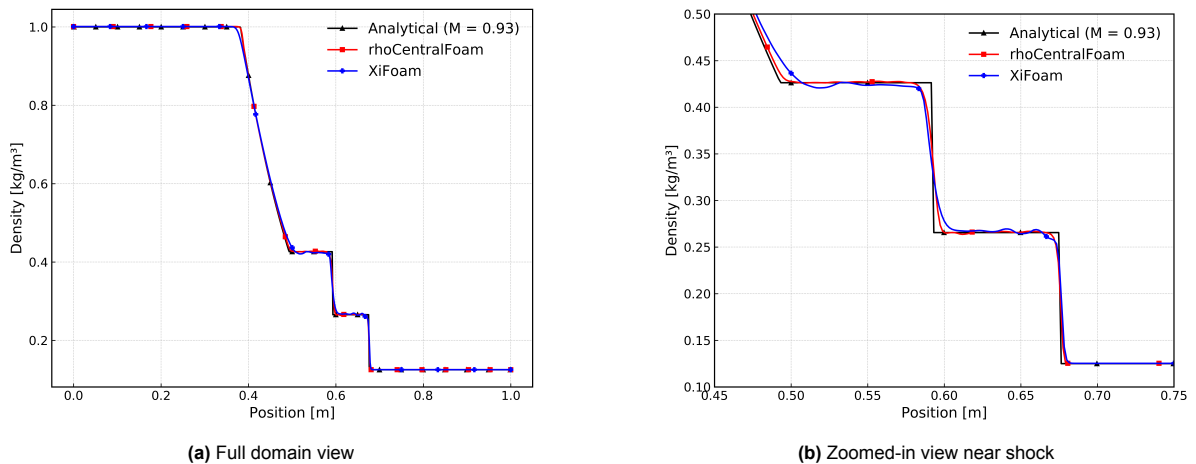 1.0
0.8
0.6
0.4
0.2
0.0 0.2 0.4 0.6 0.8 1.0
Density [kg/m³]
Position [m]
Analytical (M = 0.93)
rhoCentralFoam
XiFoam
(a) Full domain view
0.50
0.45
0.40
0.35
0.30
0.25
0.20
0.15
0.10
0.45 0.50 0.55 0.60 0.65 0.70 0.75
Density [kg/m³]
Position [m]
Analytical (M = 0.93)
rhoCentralFoam
XiFoam
(b) Zoomed-in view near shock